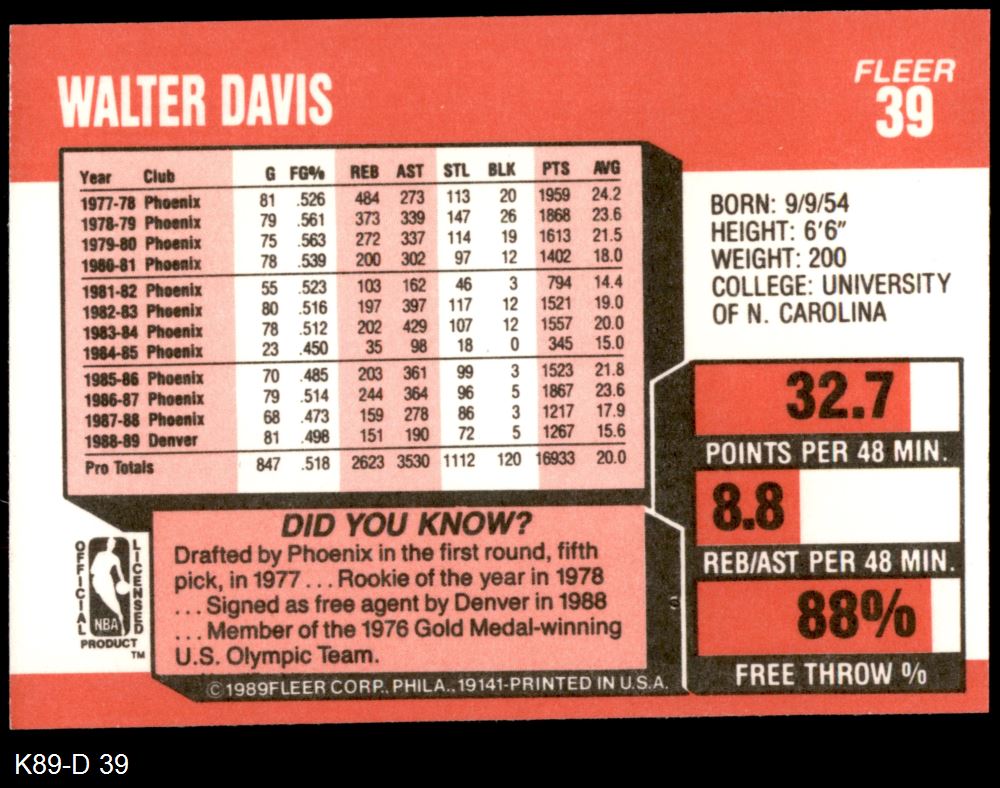 WALTER DAVIS
FLEER
39
Year Club G FG% REB AST STL BLK PTS AVG
1977-78 Phoenix 81 .526 484 273 113 20 1959 24.2
1978-79 Phoenix 79 .561 373 339 147 26 1868 23.6
1979-80 Phoenix 75 .563 272 337 114 19 1613 21.5
1980-81 Phoenix 78 .539 200 302 97 12 1402 18.0
1981-82 Phoenix 55 .523 103 162 46 3 794 14.4
1982-83 Phoenix 80 .516 197 397 117 12 1521 19.0
1983-84 Phoenix 78 .512 202 429 107 12 1557 20.0
1984-85 Phoenix 23 .450 35 98 18 0 345 15.0
1985-86 Phoenix 70 .485 203 361 99 3 1523 21.8
1986-87 Phoenix 79 .514 244 364 96 5 1867 23.6
1987-88 Phoenix 68 .473 159 278 86 3 1217 17.9
1988-89 Denver 81 .498 151 190 72 5 1267 15.6
Pro Totals 847 .518 2623 3530 1112 120 16933 20.0
BORN: 9/9/54
HEIGHT: 6'6"
WEIGHT: 200
COLLEGE: UNIVERSITY
OF N. CAROLINA
32.7
POINTS PER 48 MIN.
8.8
REB/AST PER 48 MIN.
88%
FREE THROW %
DID YOU KNOW?
Drafted by Phoenix in the first round, fifth
pick, in 1977 ... Rookie of the year in 1978
... Signed as free agent by Denver in 1988
... Member of the 1976 Gold Medal-winning
U.S. Olympic Team.
OFFICIAL
LICENSED
NBA
PRODUCT
TM
© 1989 FLEER CORP., PHILA., 19141-PRINTED IN U.S.A.
K89-D 39